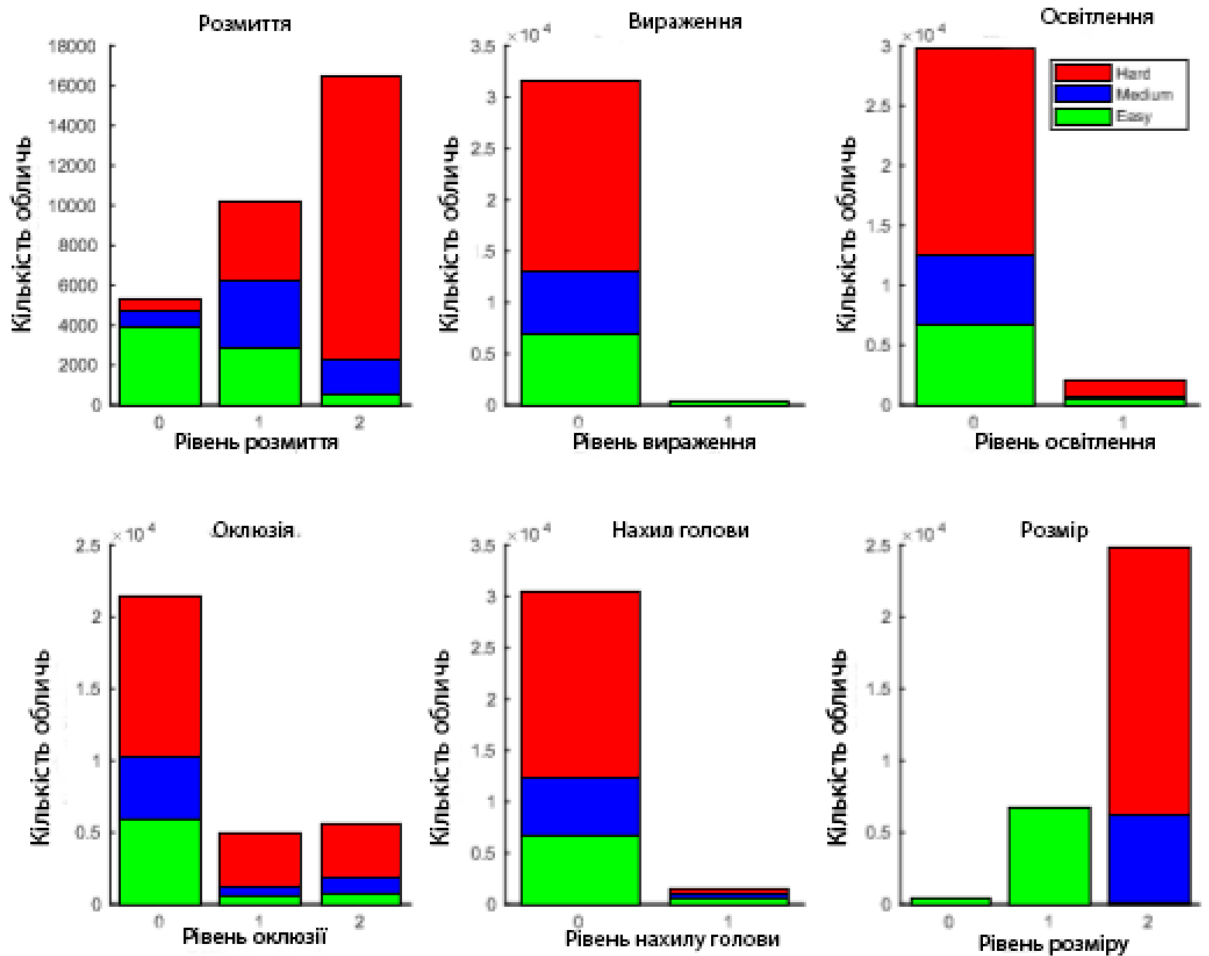 Розмиття
18000
16000
14000
12000
10000
8000
6000
4000
2000
0
Кількість обличь
0 1 2
Рівень розмиття
Вираження
×10 4
3.5
3
2.5
2
1.5
1
0.5
0
Кількість обличь
0 1
Рівень вираження
Освітлення
×10 4
3
2.5
2
1.5
1
0.5
0
Кількість обличь
Hard
Medium
Easy
0 1
Рівень освітлення
Оклюзія
×10 4
2.5
2
1.5
1
0.5
0
Кількість обличь
0 1 2
Рівень оклюзії
Нахил голови
×10 4
3.5
3
2.5
2
1.5
1
0.5
0
Кількість обличь
0 1
Рівень нахилу голови
Розмір
×10 4
2.5
2
1.5
1
0.5
0
Кількість обличь
0 1 2
Рівень розміру